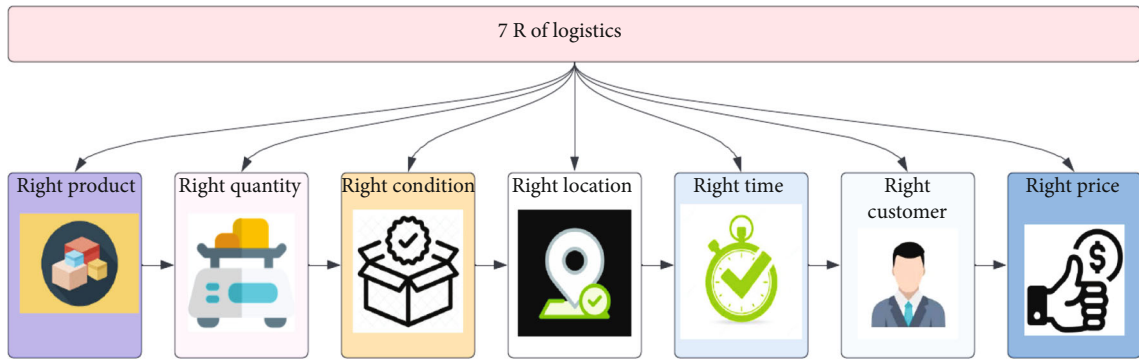 7 R of logistics
Right product
Right quantity
Right condition
Right location
Right time
Right
customer
Right price
$